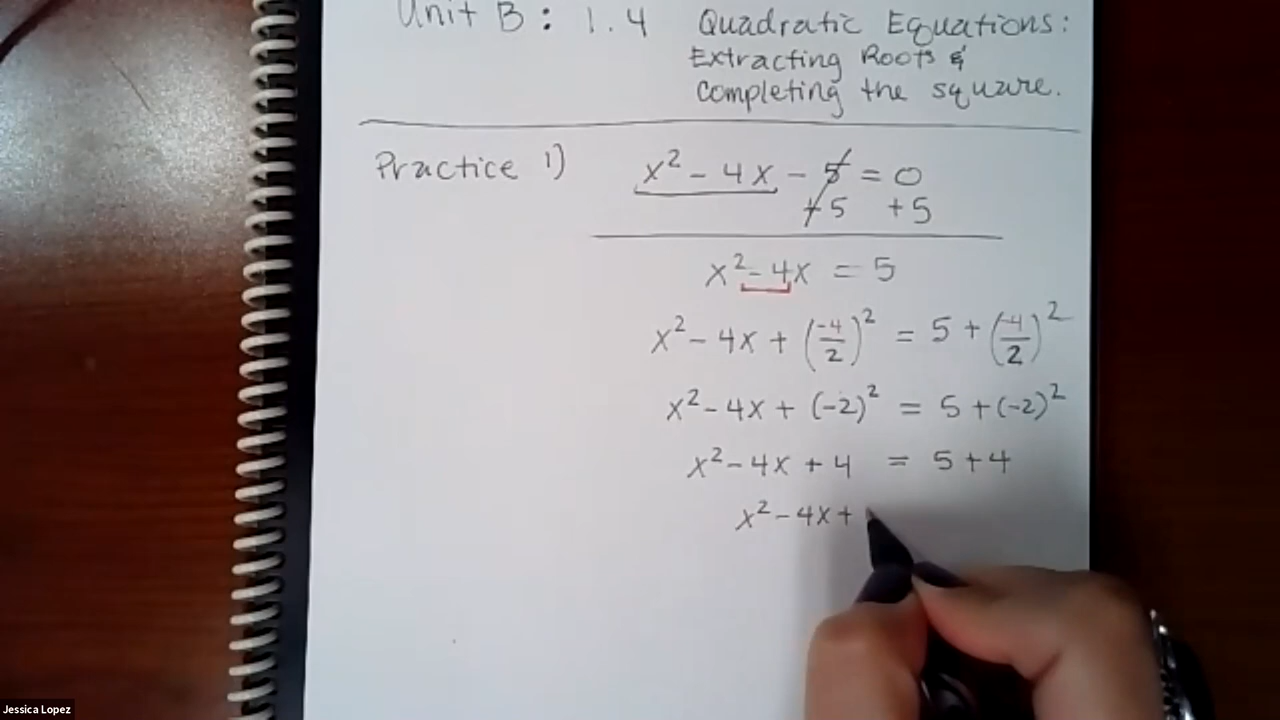 Unit B: 1.4 Quadratic Equations:
Extracting Roots &
Completing the square.
Practice 1) x² - 4x - 5 = 0
+5 +5
x² - 4x = 5
x² - 4x + (-4/2)² = 5 + (-4/2)²
x² - 4x + (-2)² = 5 + (-2)²
x² - 4x + 4 = 5 + 4
x² - 4x +
Jessica Lopez